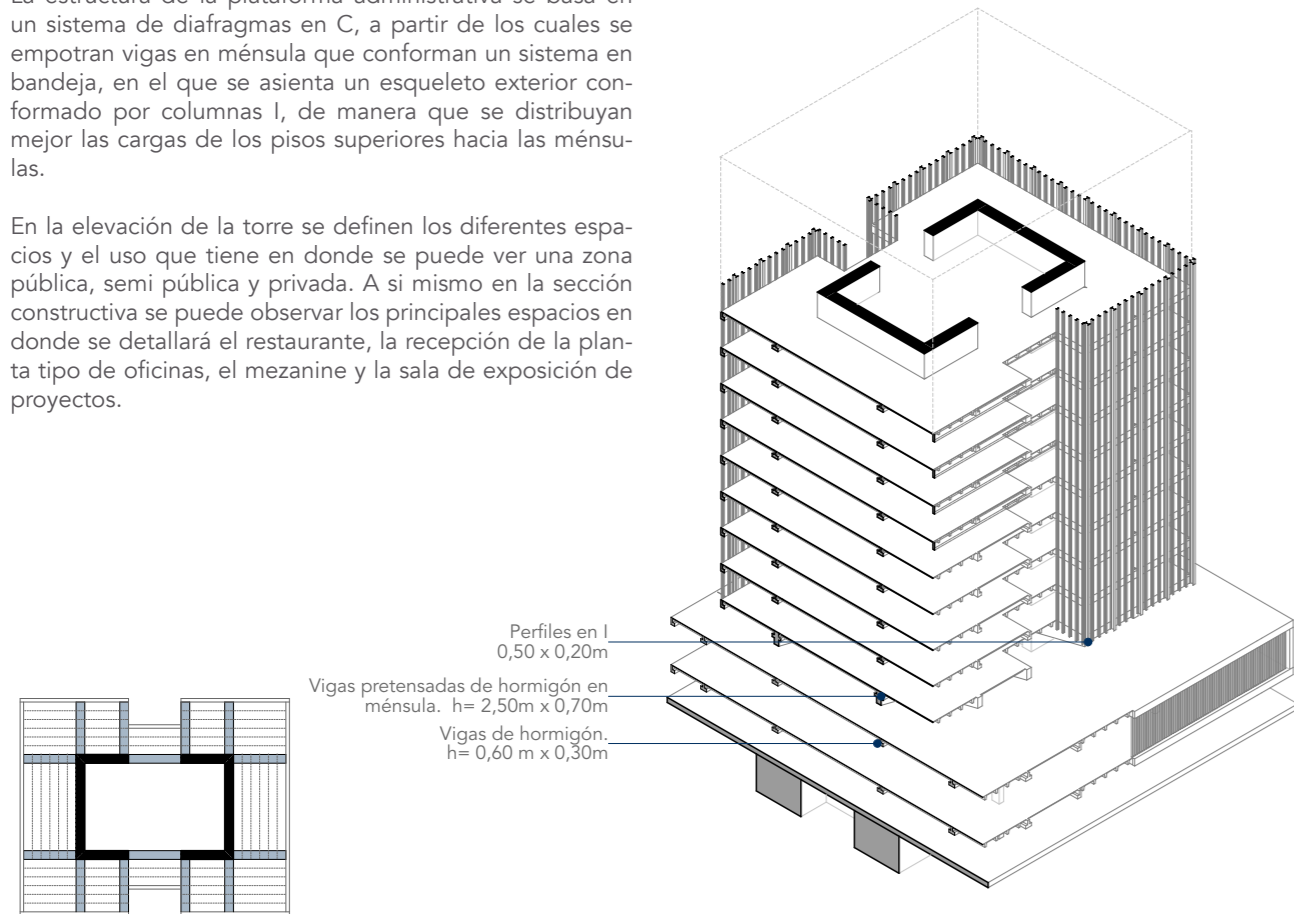 La estructura de la plataforma administrativa se basa en
un sistema de diafragmas en C, a partir de los cuales se
empotran vigas en ménsula que conforman un sistema en
bandeja, en el que se asienta un esqueleto exterior con-
formado por columnas I, de manera que se distribuyan
mejor las cargas de los pisos superiores hacia las ménsu-
las.
En la elevación de la torre se definen los diferentes espa-
cios y el uso que tiene en donde se puede ver una zona
pública, semi pública y privada. A si mismo en la sección
constructiva se puede observar los principales espacios en
donde se detallará el restaurante, la recepción de la plan-
ta tipo de oficinas, el mezanine y la sala de exposición de
proyectos.
Perfiles en I
0,50 x 0,20m
Vigas pretensadas de hormigón en
ménsula. h= 2,50m x 0,70m
Vigas de hormigón.
h= 0,60 m x 0,30m